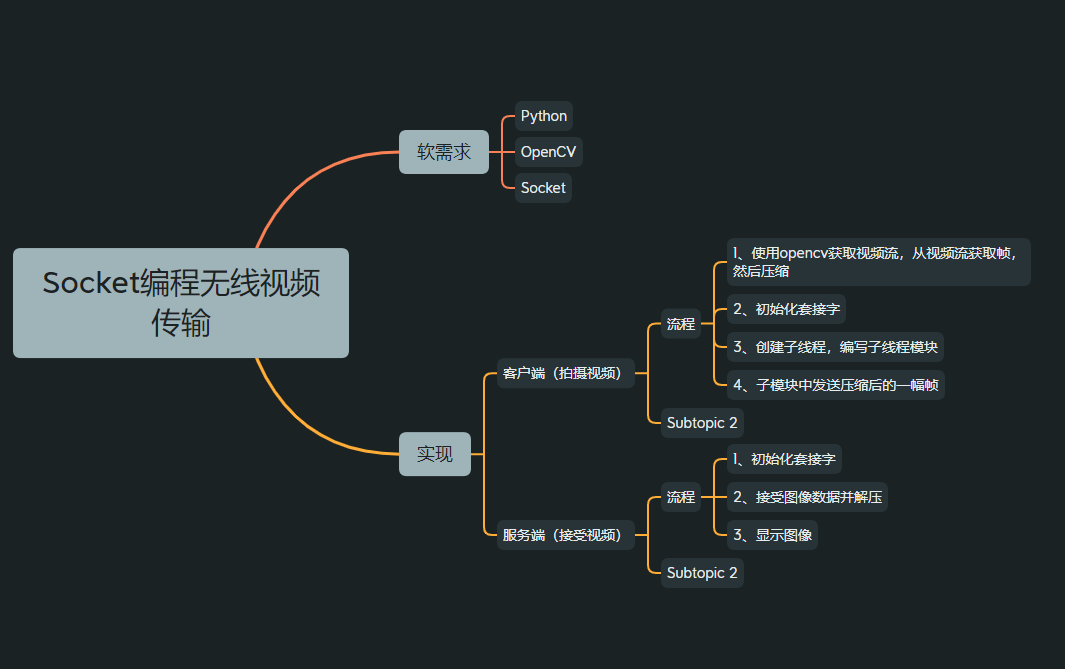 Socket编程无线视频
传输
软需求
Python
OpenCV
Socket
实现
客户端（拍摄视频）
流程
1、使用opencv获取视频流，从视频流获取帧，
然后压缩
2、初始化套接字
3、创建子线程，编写子线程模块
4、子模块中发送压缩后的一幅帧
Subtopic 2
服务端（接受视频）
流程
1、初始化套接字
2、接受图像数据并解压
3、显示图像
Subtopic 2